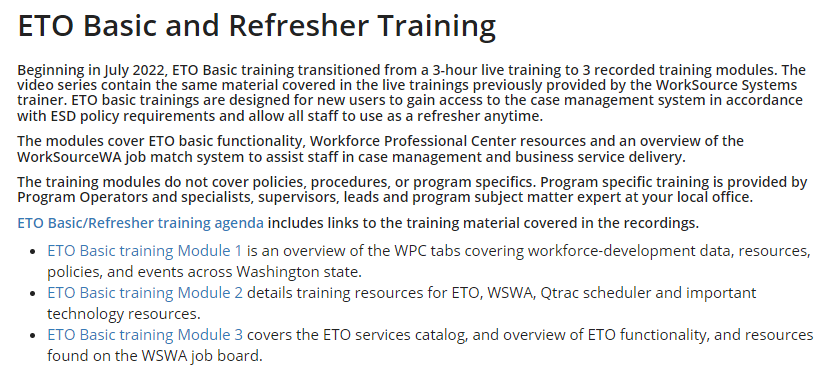 ETO Basic and Refresher Training
Beginning in July 2022, ETO Basic training transitioned from a 3-hour live training to 3 recorded training modules. The
video series contain the same material covered in the live trainings previously provided by the WorkSource Systems
trainer. ETO basic trainings are designed for new users to gain access to the case management system in accordance
with ESD policy requirements and allow all staff to use as a refresher anytime.
The modules cover ETO basic functionality, Workforce Professional Center resources and an overview of the
WorkSourceWA job match system to assist staff in case management and business service delivery.
The training modules do not cover policies, procedures, or program specifics. Program specific training is provided by
Program Operators and specialists, supervisors, leads and program subject matter expert at your local office.
ETO Basic/Refresher training agenda includes links to the training material covered in the recordings.
• ETO Basic training Module 1 is an overview of the WPC tabs covering workforce-development data, resources,
policies, and events across Washington state.
• ETO Basic training Module 2 details training resources for ETO, WSWA, Qtrac scheduler and important
technology resources.
• ETO Basic training Module 3 covers the ETO services catalog, and overview of ETO functionality, and resources
found on the WSWA job board.